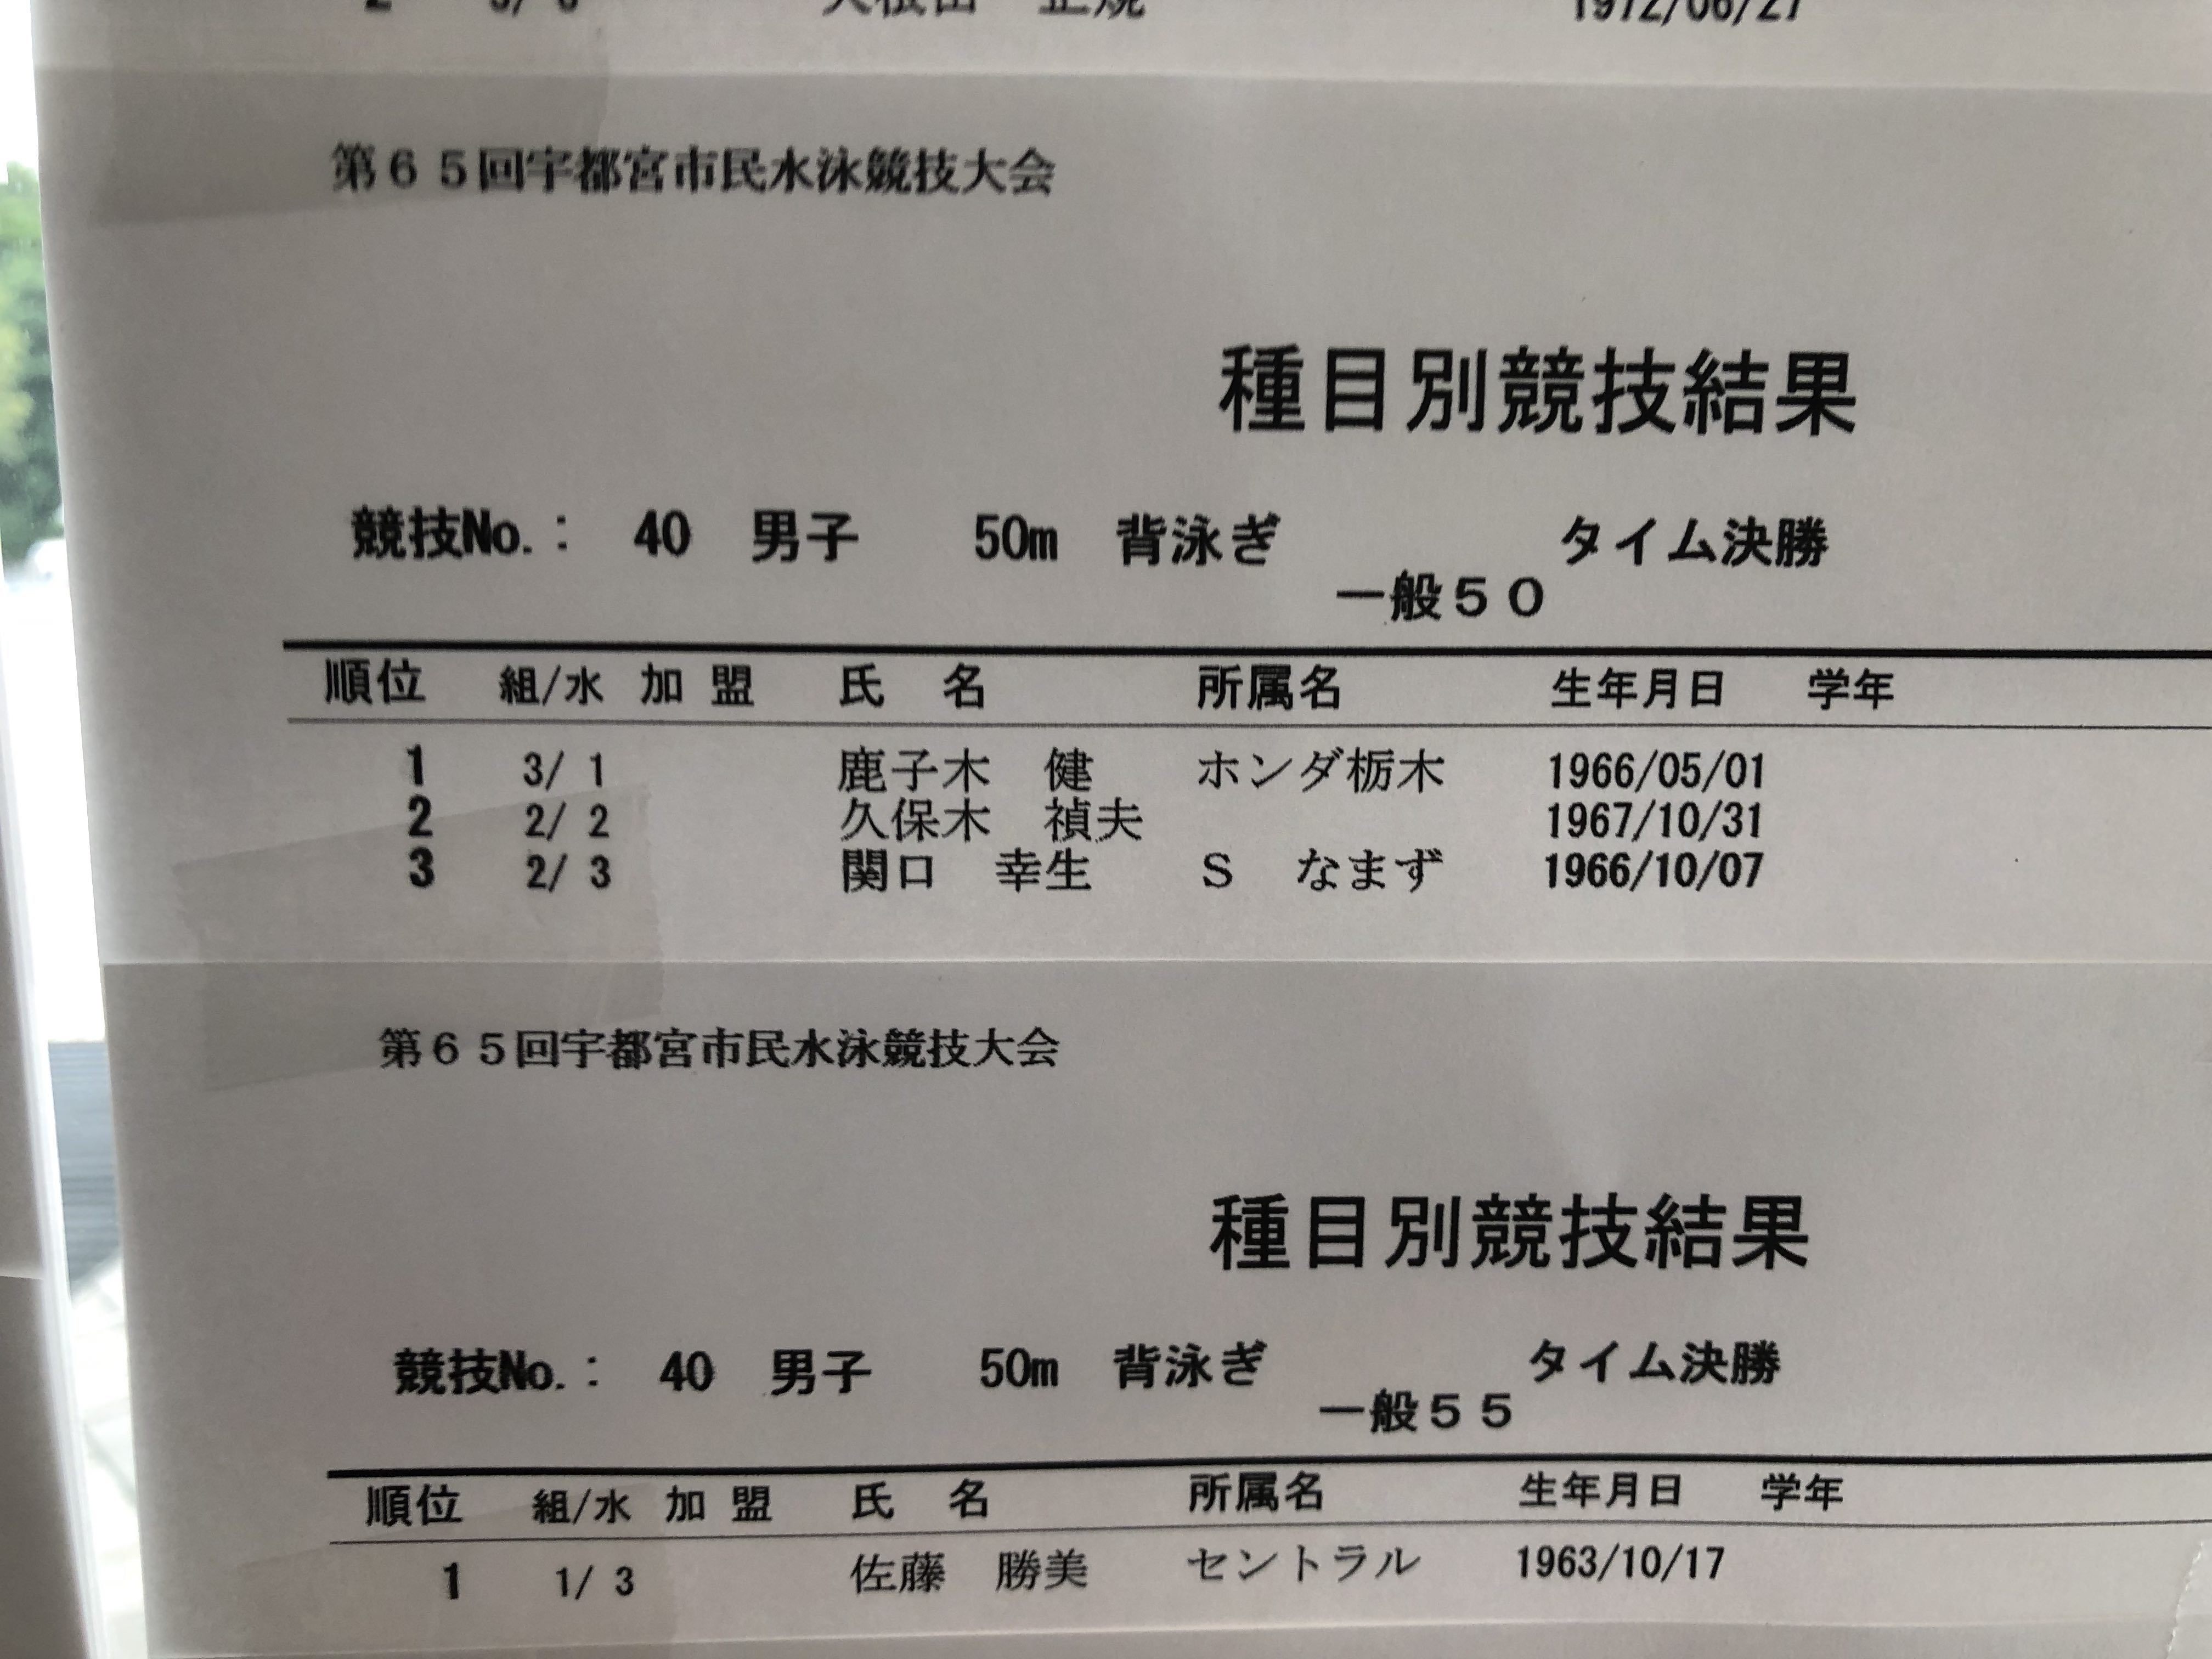 2 3/ 6 大根田 正規 1972/06/27
第６５回宇都宮市民水泳競技大会
種目別競技結果
競技No.： 40 男子 50m 背泳ぎ タイム決勝
一般５０
順位 組/水 加盟 氏名 所属名 生年月日 学年
1 3/ 1 鹿子木 健 ホンダ栃木 1966/05/01
2 2/ 2 久保木 禎夫 1967/10/31
3 2/ 3 関口 幸生 Ｓ なまず 1966/10/07
第６５回宇都宮市民水泳競技大会
種目別競技結果
競技No.： 40 男子 50m 背泳ぎ タイム決勝
一般５５
順位 組/水 加盟 氏名 所属名 生年月日 学年
1 1/ 3 佐藤 勝美 セントラル 1963/10/17